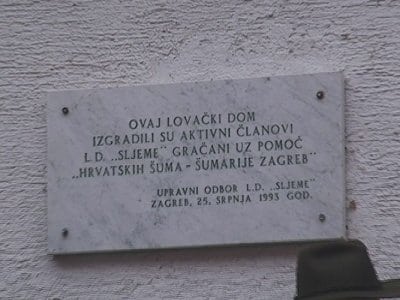 OVAJ LOVAČKI DOM
IZGRADILI SU AKTIVNI ČLANOVI
L.D. „SLJEME" GRAČANI UZ POMOĆ
„HRVATSKIH ŠUMA - ŠUMARIJE ZAGREB"
UPRAVNI ODBOR L.D. „SLJEME"
ZAGREB, 25. SRPNJA 1993 GOD.